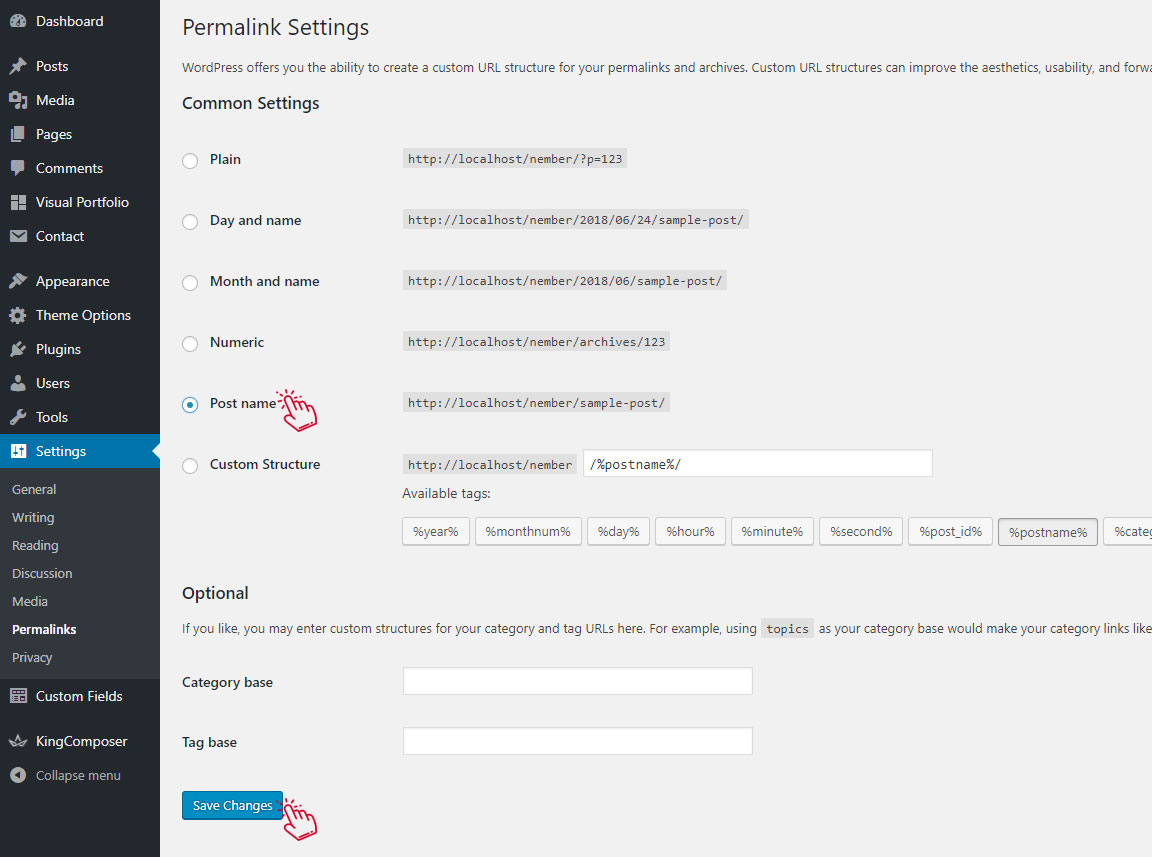 Dashboard
Posts
Media
Pages
Comments
Visual Portfolio
Contact
Appearance
Theme Options
Plugins
Users
Tools
Settings
General
Writing
Reading
Discussion
Media
Permalinks
Privacy
Custom Fields
KingComposer
Collapse menu
Permalink Settings
WordPress offers you the ability to create a custom URL structure for your permalinks and archives. Custom URL structures can improve the aesthetics, usability, and forwa
Common Settings
Plain http://localhost/nember/?p=123
Day and name http://localhost/nember/2018/06/24/sample-post/
Month and name http://localhost/nember/2018/06/sample-post/
Numeric http://localhost/nember/archives/123
Post name http://localhost/nember/sample-post/
Custom Structure http://localhost/nember /%postname%/
Available tags:
%year% %monthnum% %day% %hour% %minute% %second% %post_id% %postname% %categ
Optional
If you like, you may enter custom structures for your category and tag URLs here. For example, using topics as your category base would make your category links like
Category base
Tag base
Save Changes